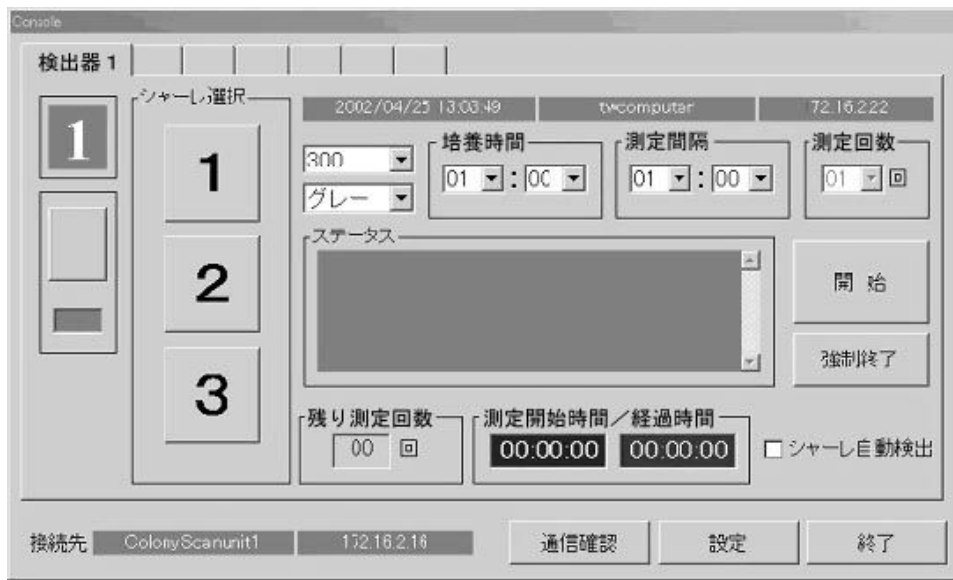 Console
検出器 1
1
シャーレ選択
1
2
3
2002/04/25 13:03:49 twcomputer 172.16.2.22
300
グレー
培養時間
01 : 00
測定間隔
01 : 00
測定回数
01 回
ステータス
開 始
強制終了
残り測定回数
00 回
測定開始時間／経過時間
00:00:00 00:00:00
シャーレ自動検出
接続先 ColonyScanunit1 172.16.2.16
通信確認 設定 終了